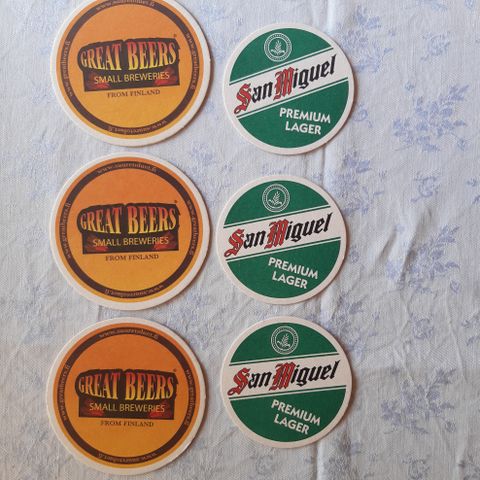 GREAT BEERS
SMALL BREWERIES
FROM FINLAND
San Miguel
PREMIUM
LAGER
GREAT BEERS
SMALL BREWERIES
FROM FINLAND
San Miguel
PREMIUM
LAGER
GREAT BEERS
SMALL BREWERIES
FROM FINLAND
San Miguel
PREMIUM
LAGER